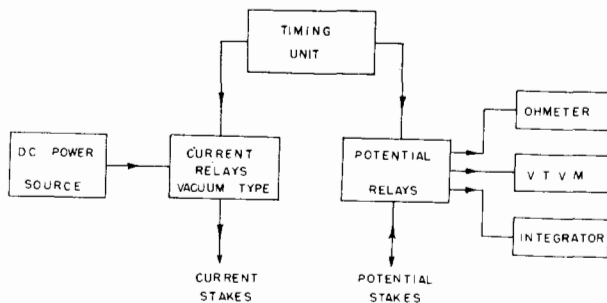 TIMING
UNIT
OHMETER
DC POWER
SOURCE
CURRENT
RELAYS
VACUUM TYPE
POTENTIAL
RELAYS
V T V M
INTEGRATOR
CURRENT
STAKES
POTENTIAL
STAKES